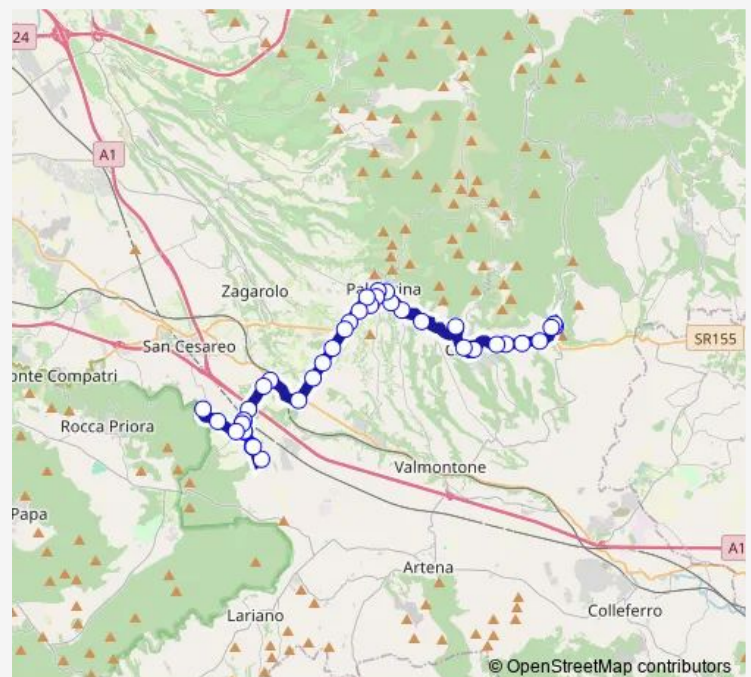 24
A1
Zagarolo
San Cesareo
SR155
onte Compatri
Rocca Priora
Valmontone
Papa
A1
Artena
Lariano
Colleferro
© OpenStreetMap contributors